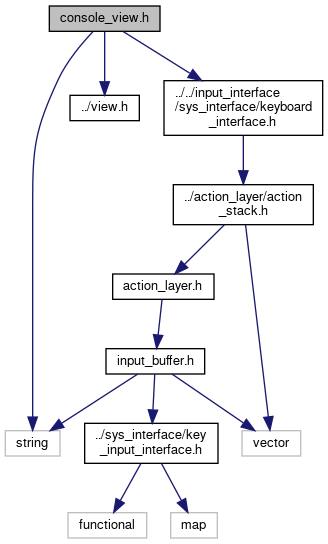 console_view.h
../view.h
../../input_interface
/sys_interface/keyboard
_interface.h
../action_layer/action
_stack.h
action_layer.h
input_buffer.h
string
../sys_interface/key
_input_interface.h
vector
functional
map